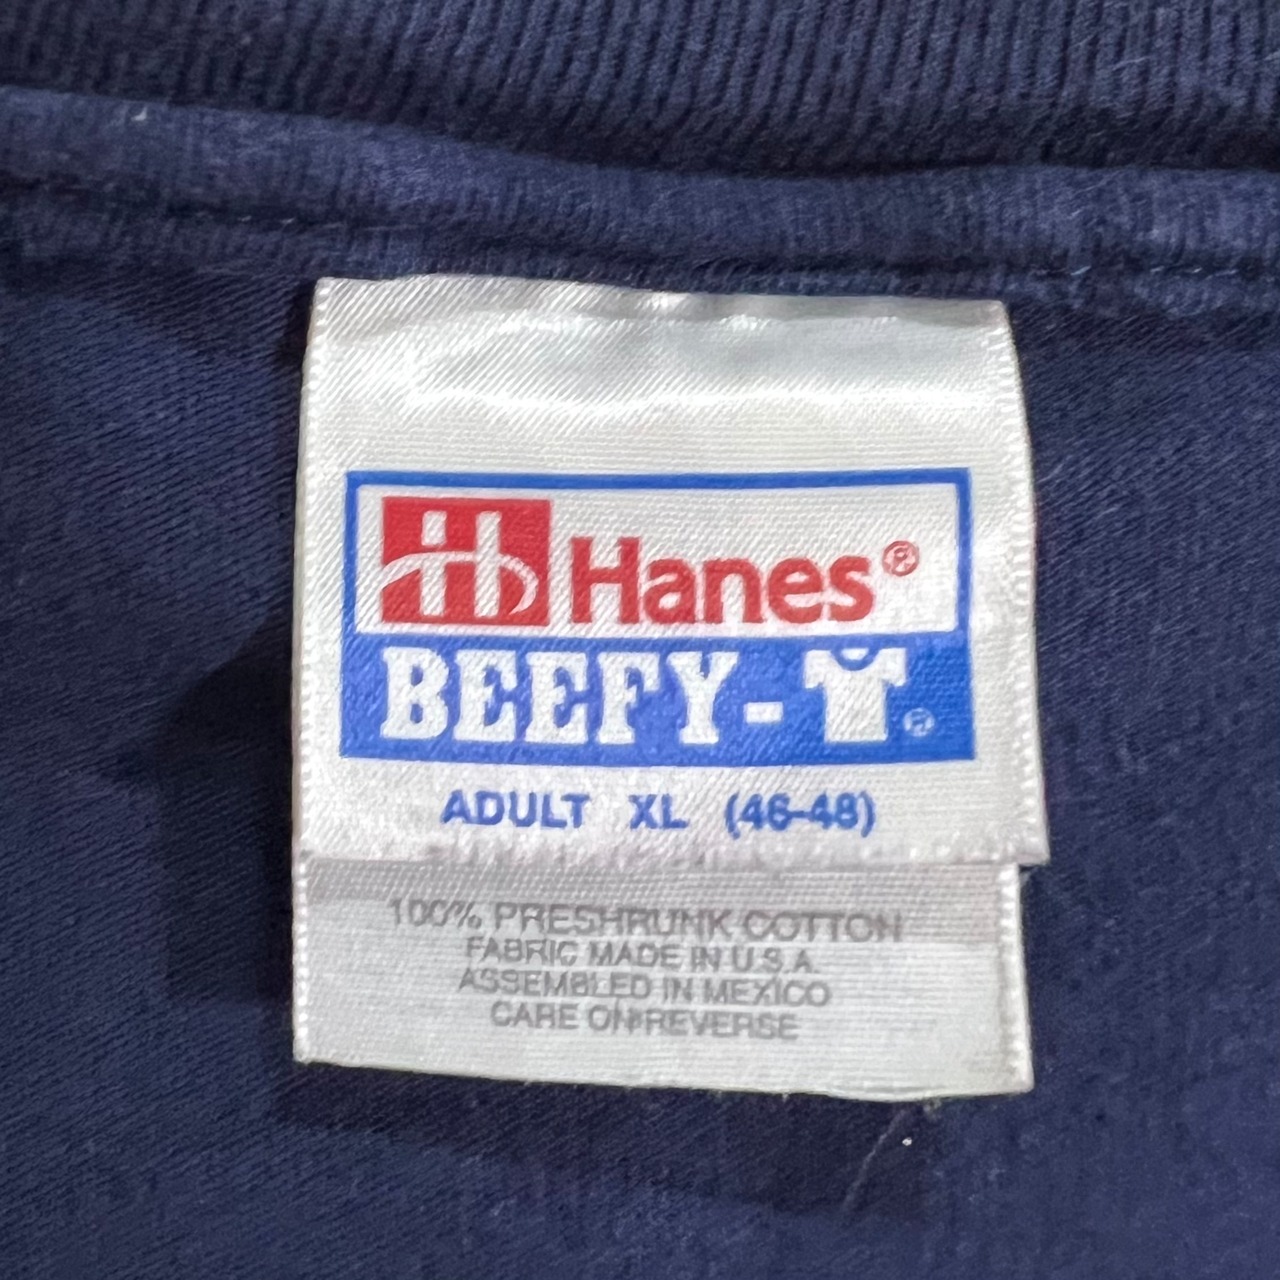 Hanes®
BEEFY-T®
ADULT XL (46-48)
100% PRESHRUNK COTTON
FABRIC MADE IN U.S.A.
ASSEMBLED IN MEXICO
CARE ON REVERSE